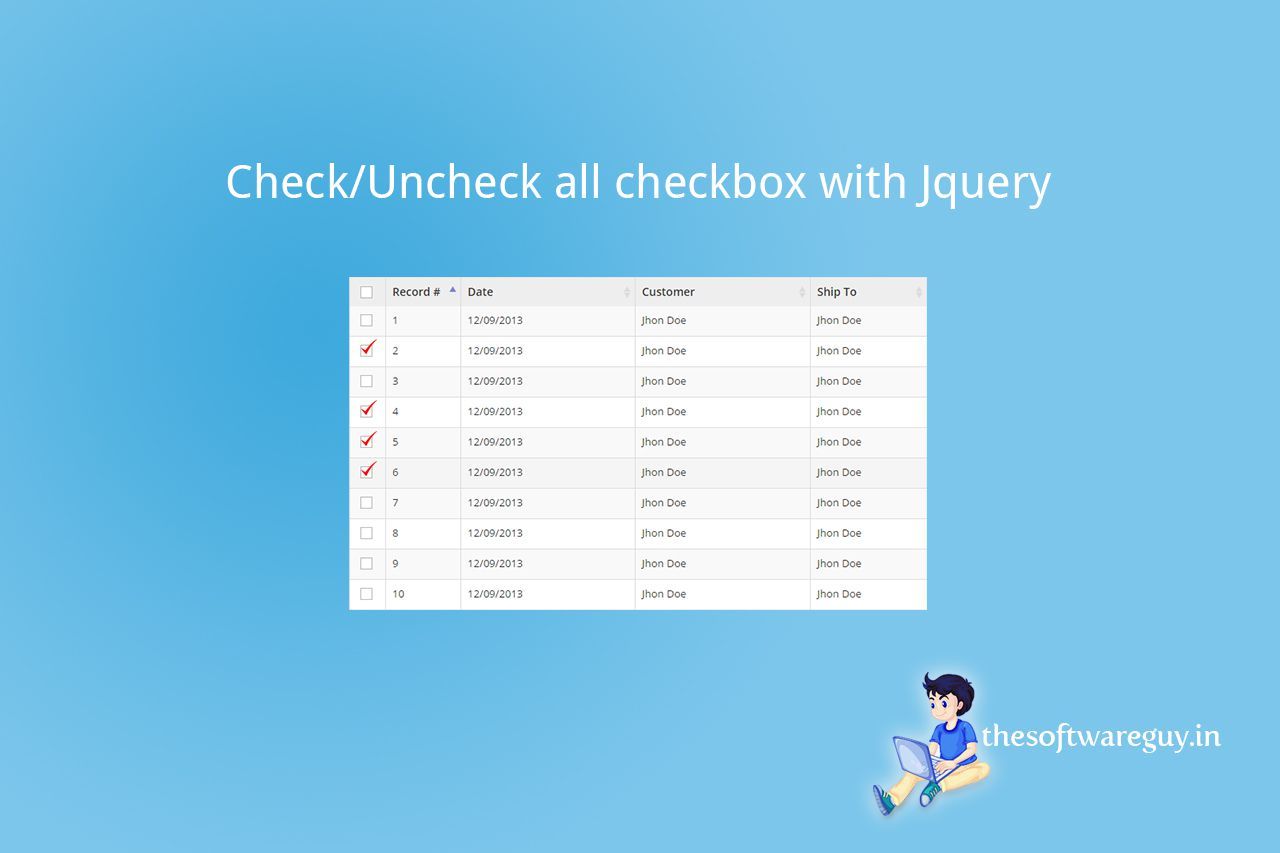 Check/Uncheck all checkbox with Jquery
Record # Date Customer Ship To
1 12/09/2013 Jhon Doe Jhon Doe
2 12/09/2013 Jhon Doe Jhon Doe
3 12/09/2013 Jhon Doe Jhon Doe
4 12/09/2013 Jhon Doe Jhon Doe
5 12/09/2013 Jhon Doe Jhon Doe
6 12/09/2013 Jhon Doe Jhon Doe
7 12/09/2013 Jhon Doe Jhon Doe
8 12/09/2013 Jhon Doe Jhon Doe
9 12/09/2013 Jhon Doe Jhon Doe
10 12/09/2013 Jhon Doe Jhon Doe
thesoftwareguy.in